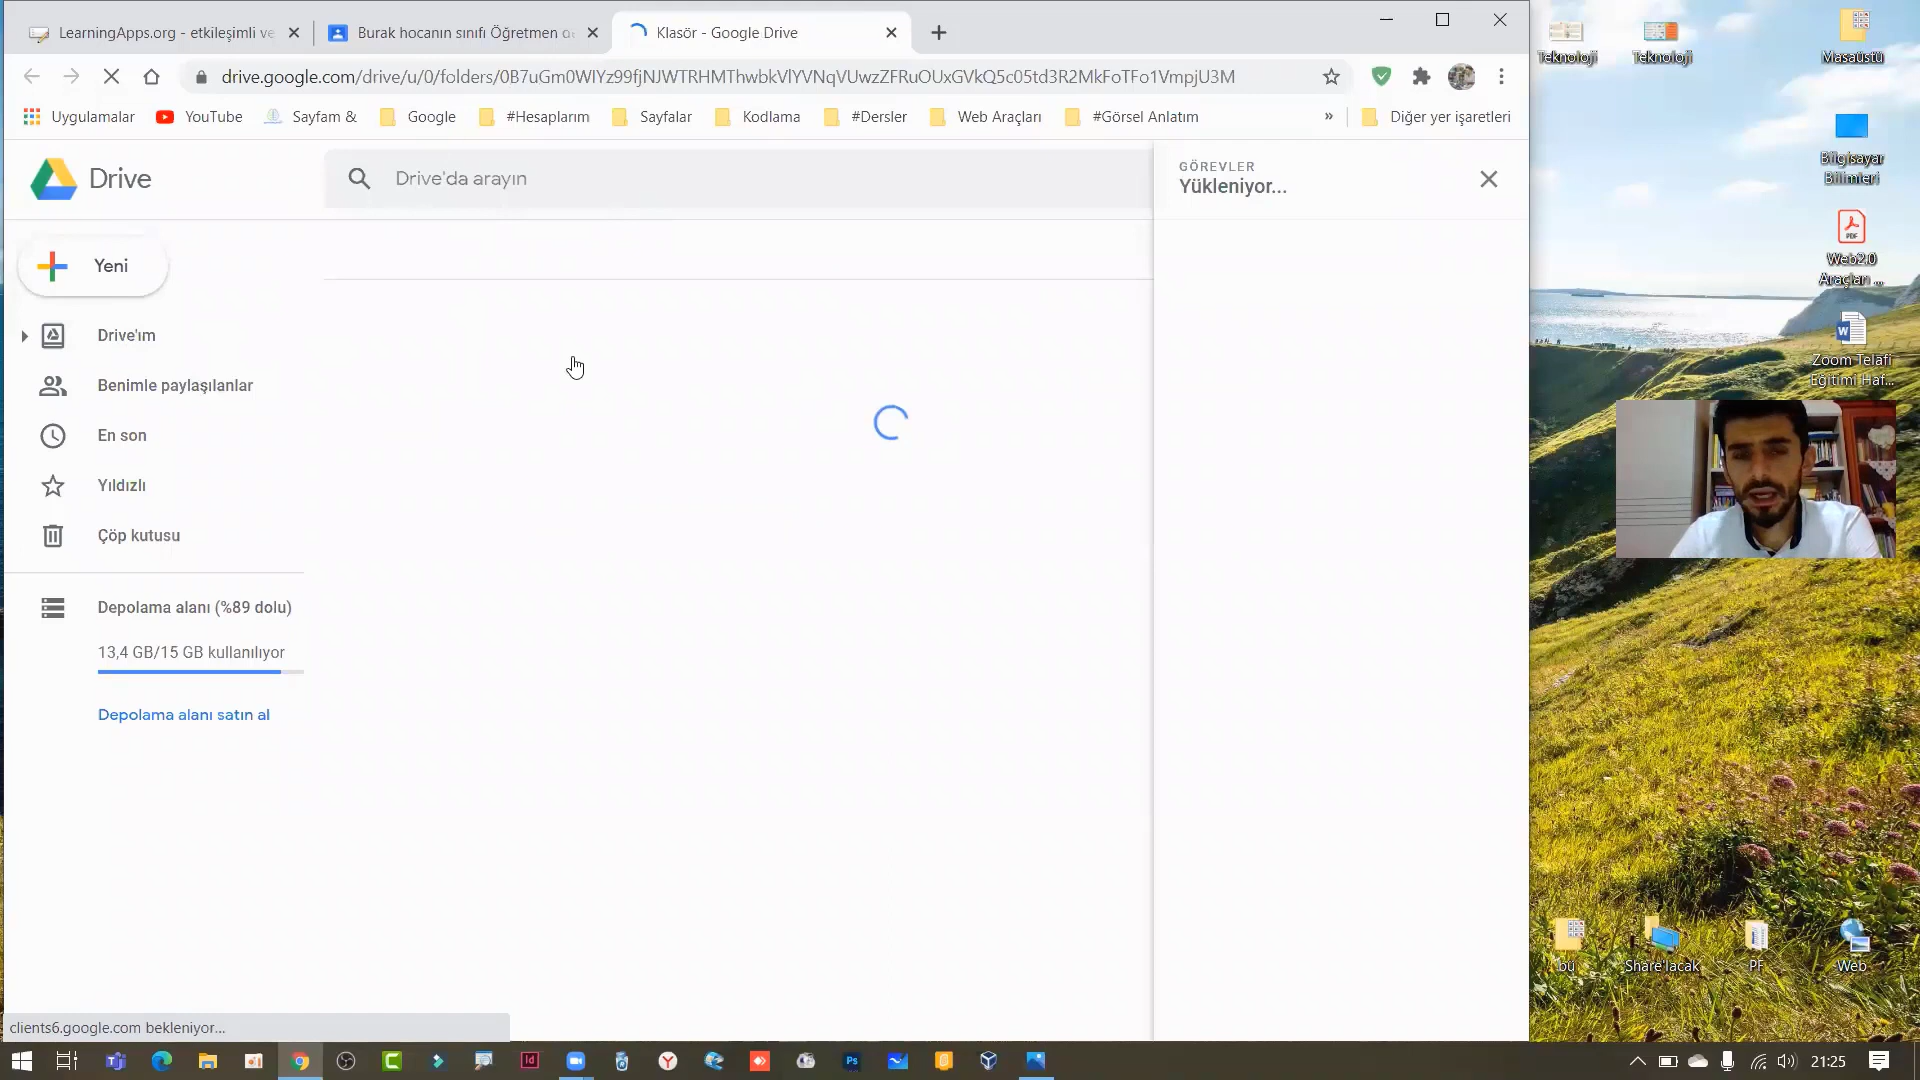 LearningApps.org - etkileşimli ve
Burak hocanın sınıfı Öğretmen
Klasör - Google Drive
drive.google.com/drive/u/0/folders/0B7uGm0WlYz99fjNJWTRHMThwbkVlYVNqVUwzZFRuOUxGVkQ5c05td3R2MkFoTFo1VmpjU3M
Uygulamalar
YouTube
Sayfam &
Google
#Hesaplarım
Sayfalar
Kodlama
#Dersler
Web Araçları
#Görsel Anlatım
»
Diğer yer işaretleri
Drive
Drive'da arayın
GÖREVLER
Yükleniyor...
Yeni
Drive'ım
Benimle paylaşılanlar
En son
Yıldızlı
Çöp kutusu
Depolama alanı (%89 dolu)
13,4 GB/15 GB kullanılıyor
Depolama alanı satın al
clients6.google.com bekleniyor...
Teknoloji
Teknoloji
Masaüstü
Bilgisayar
Bilimleri
PDF
Web2.0
Araçları ...
Zoom Telafi
Eğitimi Haf...
bü
Share'lacak
PF
Web
21:25